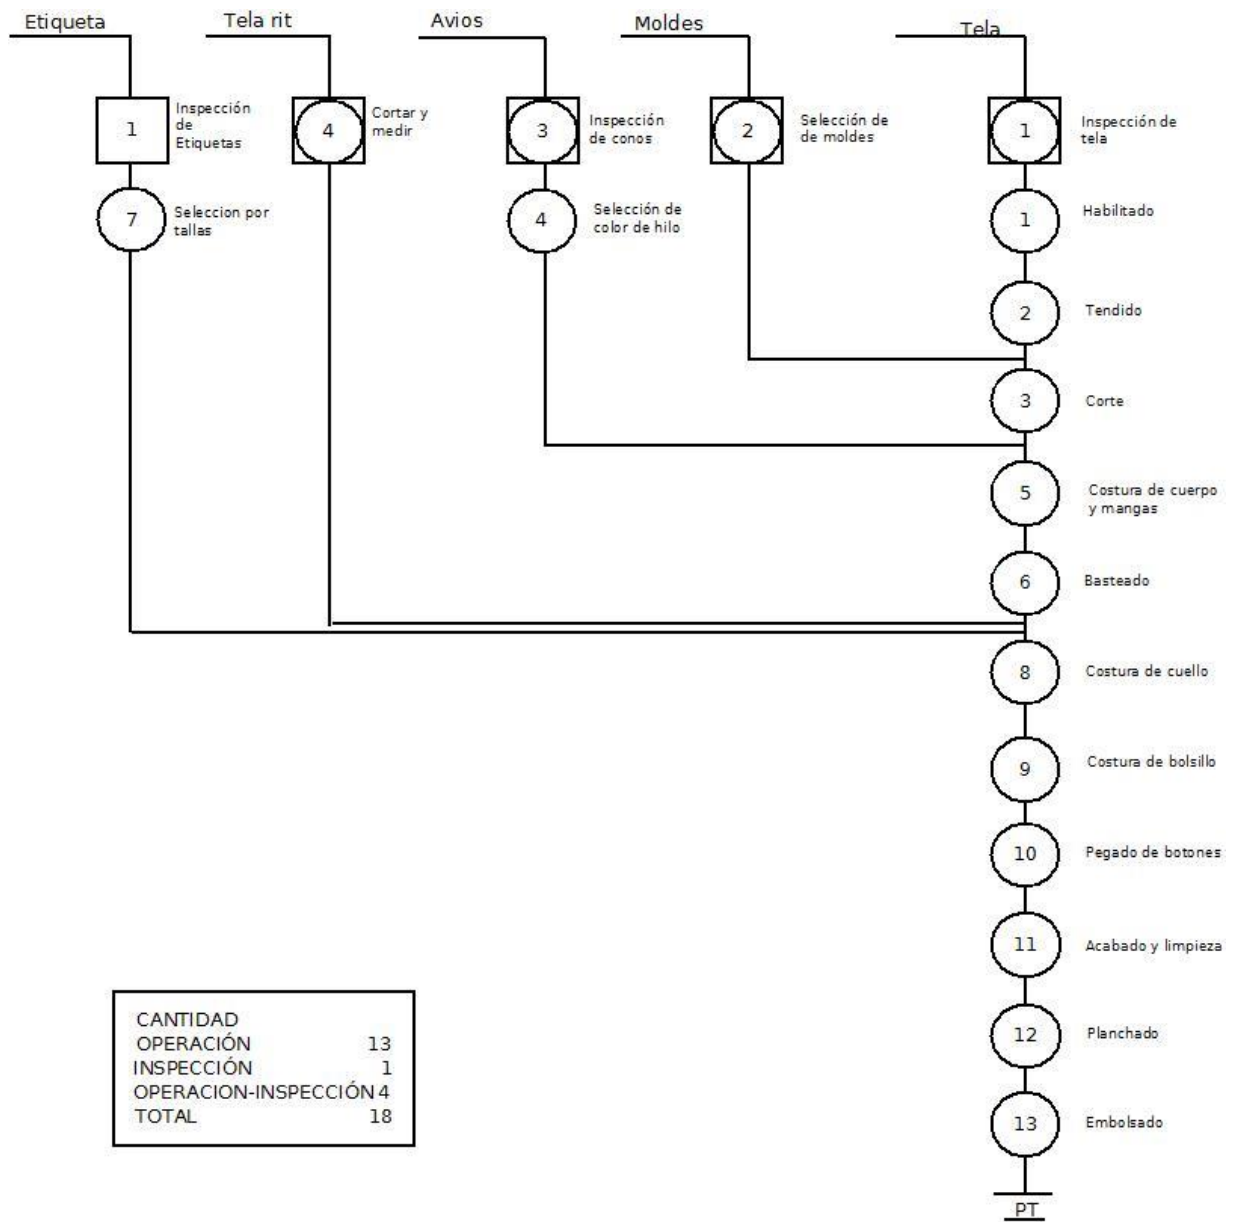 Etiqueta
Tela rit
Avios
Moldes
Tela
1
Inspección
de
Etiquetas
4
Cortar y
medir
3
Inspección
de conos
2
Selección de
de moldes
1
Inspección de
tela
7
Seleccion por
tallas
4
Selección de
color de hilo
1
Habilitado
2
Tendido
3
Corte
5
Costura de cuerpo
y mangas
6
Basteado
8
Costura de cuello
9
Costura de bolsillo
10
Pegado de botones
11
Acabado y limpieza
12
Planchado
13
Embolsado
PT
CANTIDAD
OPERACIÓN 13
INSPECCIÓN 1
OPERACION-INSPECCIÓN 4
TOTAL 18